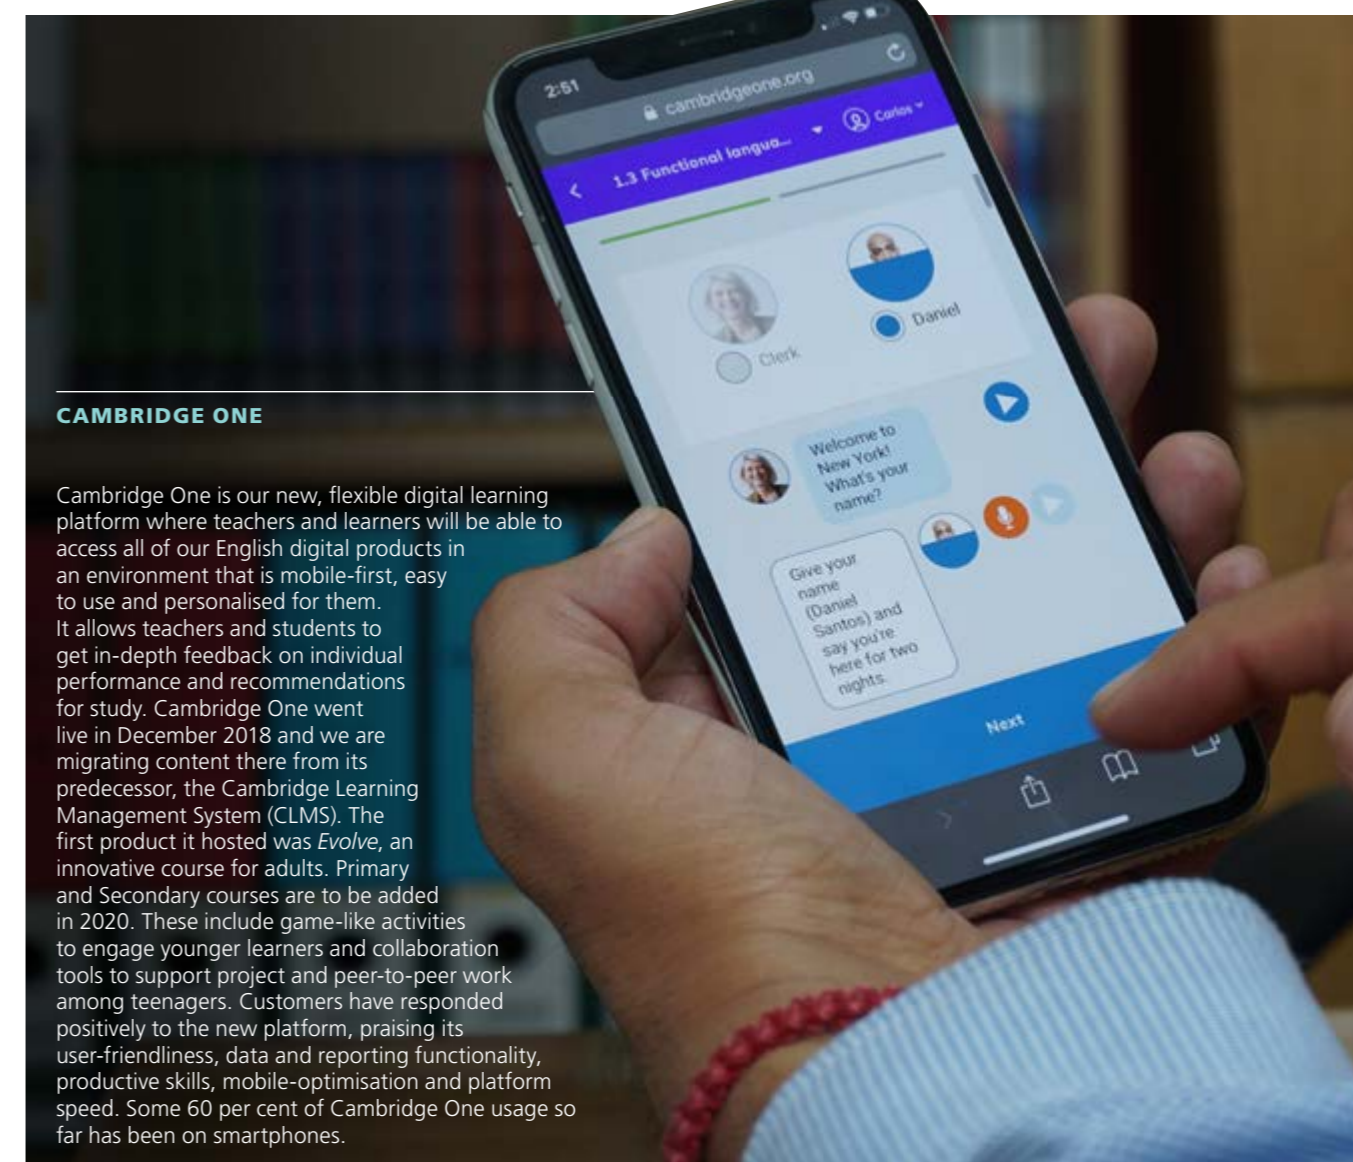 2:51
cambridgeone.org
1.3 Functional langua...
Carlos
Clerk
Daniel
Welcome to
New York!
What's your
name?
Give your
name
(Daniel
Santos) and
say you're
here for two
nights.
Next
CAMBRIDGE ONE
Cambridge One is our new, flexible digital learning
platform where teachers and learners will be able to
access all of our English digital products in
an environment that is mobile-first, easy
to use and personalised for them.
It allows teachers and students to
get in-depth feedback on individual
performance and recommendations
for study. Cambridge One went
live in December 2018 and we are
migrating content there from its
predecessor, the Cambridge Learning
Management System (CLMS). The
first product it hosted was Evolve, an
innovative course for adults. Primary
and Secondary courses are to be added
in 2020. These include game-like activities
to engage younger learners and collaboration
tools to support project and peer-to-peer work
among teenagers. Customers have responded
positively to the new platform, praising its
user-friendliness, data and reporting functionality,
productive skills, mobile-optimisation and platform
speed. Some 60 per cent of Cambridge One usage so
far has been on smartphones.